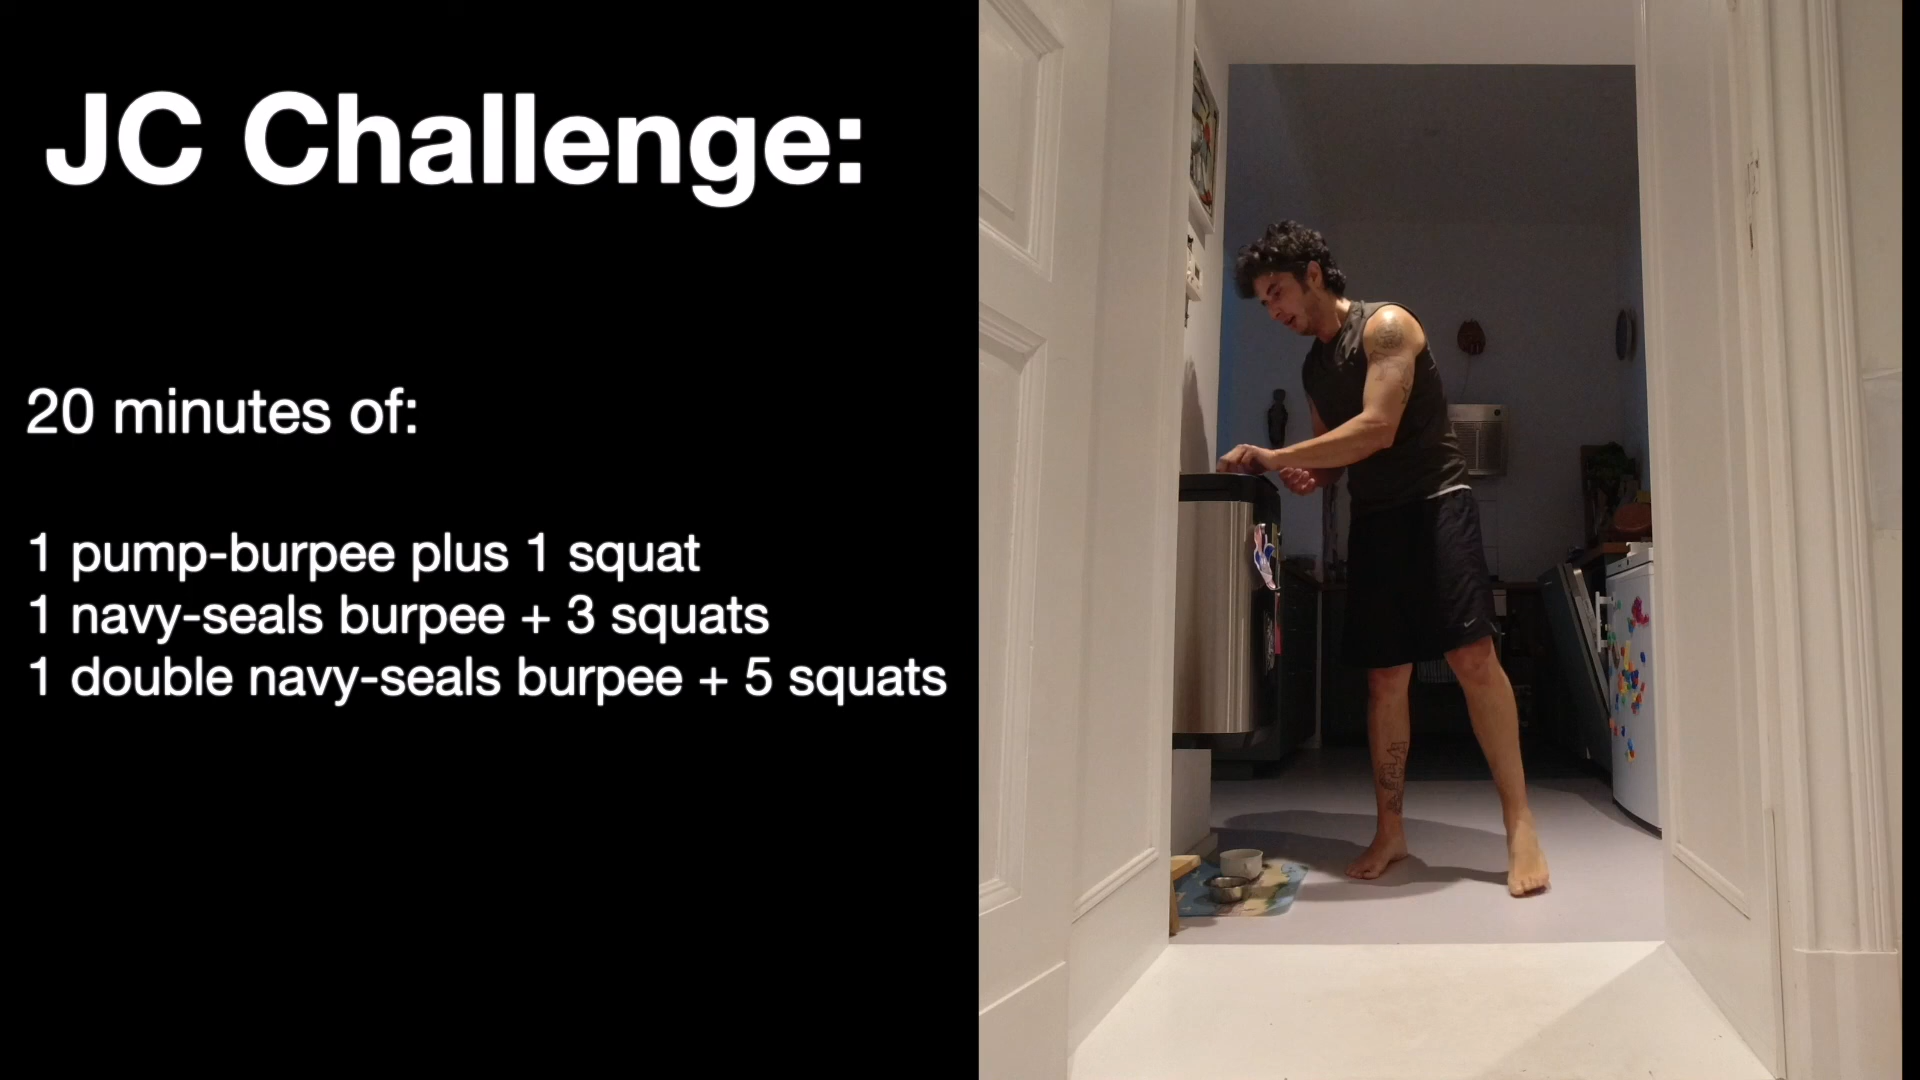 JC Challenge:
20 minutes of:
1 pump-burpee plus 1 squat
1 navy-seals burpee + 3 squats
1 double navy-seals burpee + 5 squats